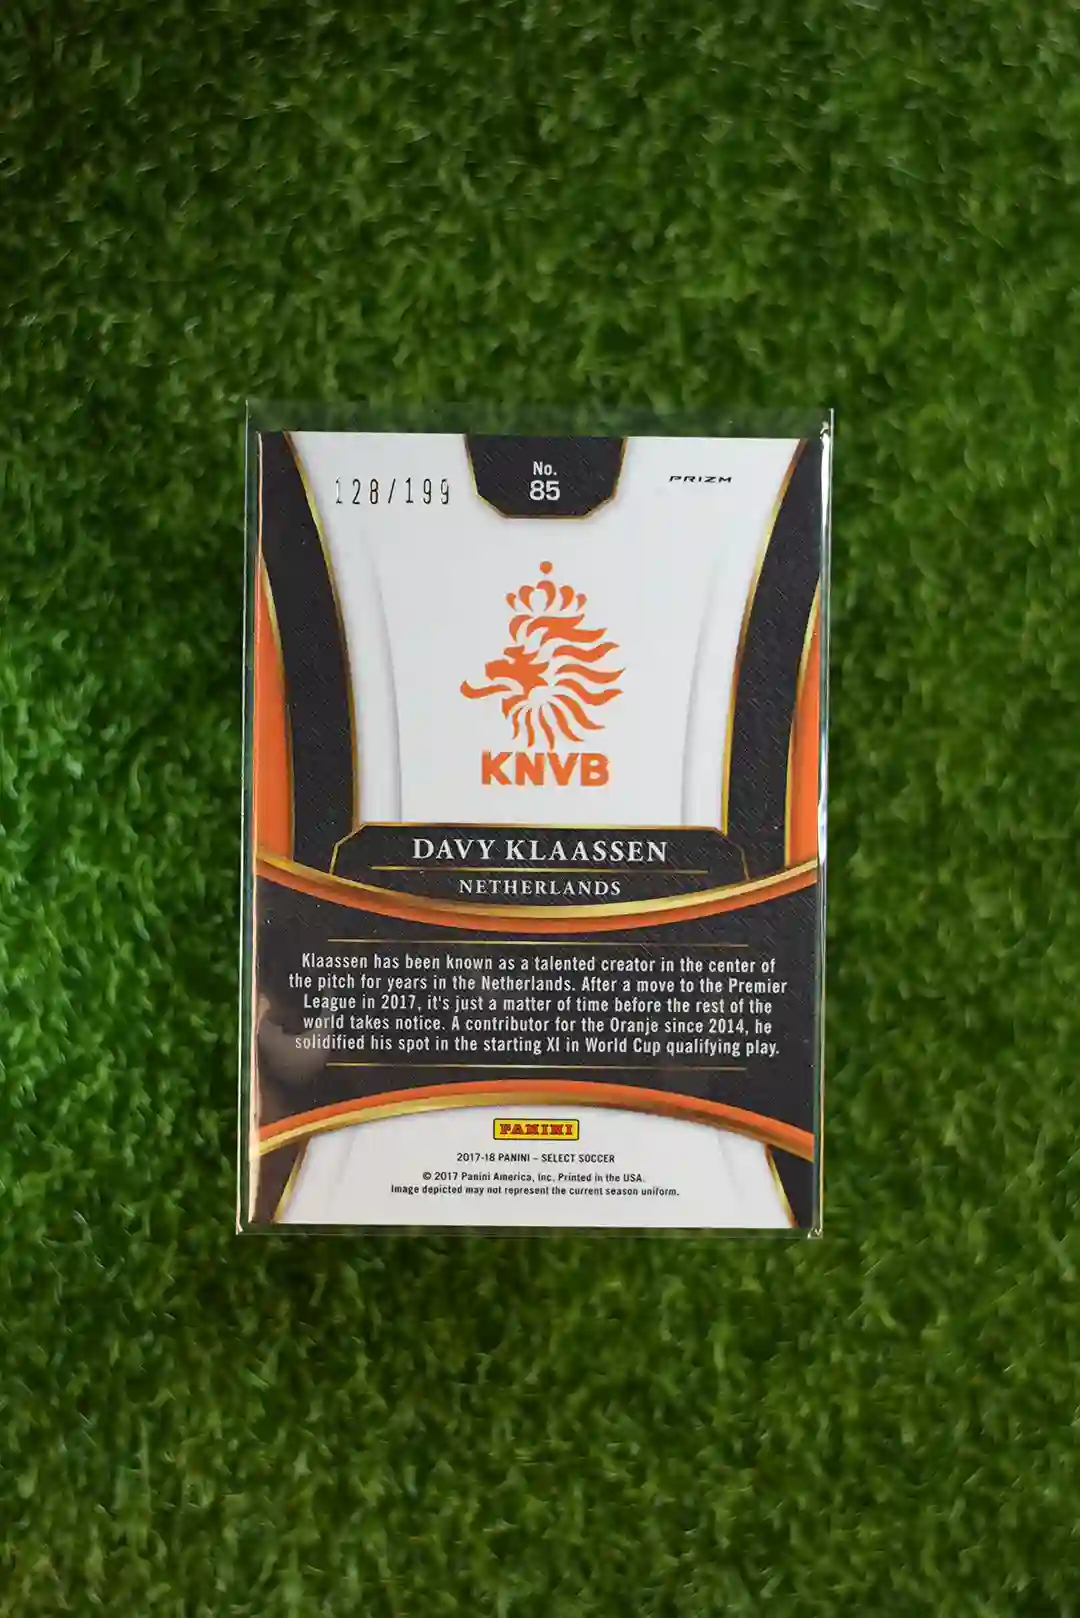 128/199
No.
85
PRIZM
KNVB
DAVY KLAASSEN
NETHERLANDS
Klaassen has been known as a talented creator in the center of
the pitch for years in the Netherlands. After a move to the Premier
League in 2017, it's just a matter of time before the rest of the
world takes notice. A contributor for the Oranje since 2014, he
solidified his spot in the starting XI in World Cup qualifying play.
PANINI
2017-18 PANINI – SELECT SOCCER
© 2017 Panini America, Inc. Printed in the USA.
Image depicted may not represent the current season uniform.